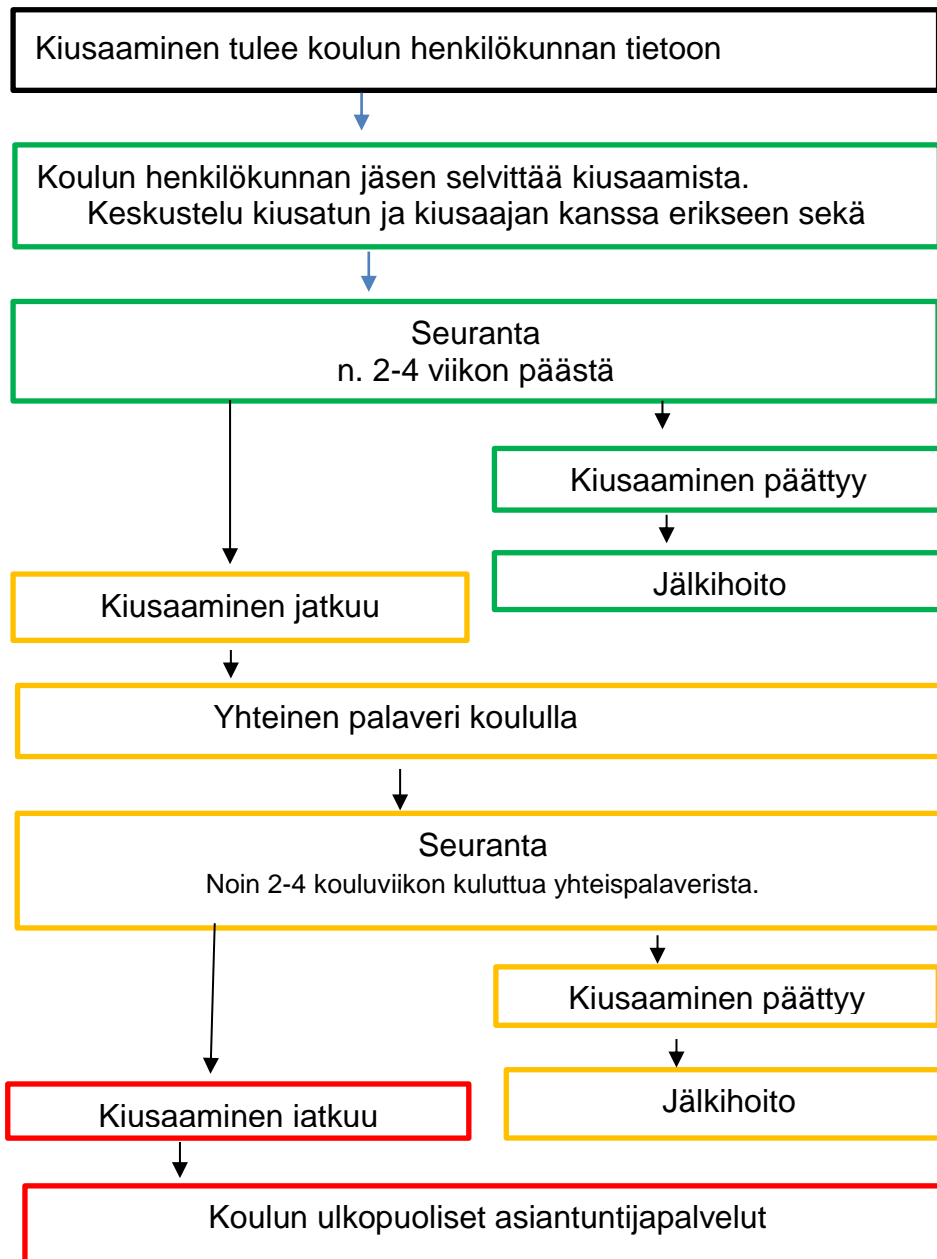 Kiusaaminen tulee koulun henkilökunnan tietoon
Koulun henkilökunnan jäsen selvittää kiusaamista.
Keskustelu kiusatun ja kiusaajan kanssa erikseen sekä
Seuranta
n. 2-4 viikon päästä
Kiusaaminen päättyy
Jälkihoito
Kiusaaminen jatkuu
Yhteinen palaveri koululla
Seuranta
Noin 2-4 kouluviikon kuluttua yhteispalaverista.
Kiusaaminen päättyy
Jälkihoito
Kiusaaminen jatkuu
Koulun ulkopuoliset asiantuntijapalvelut